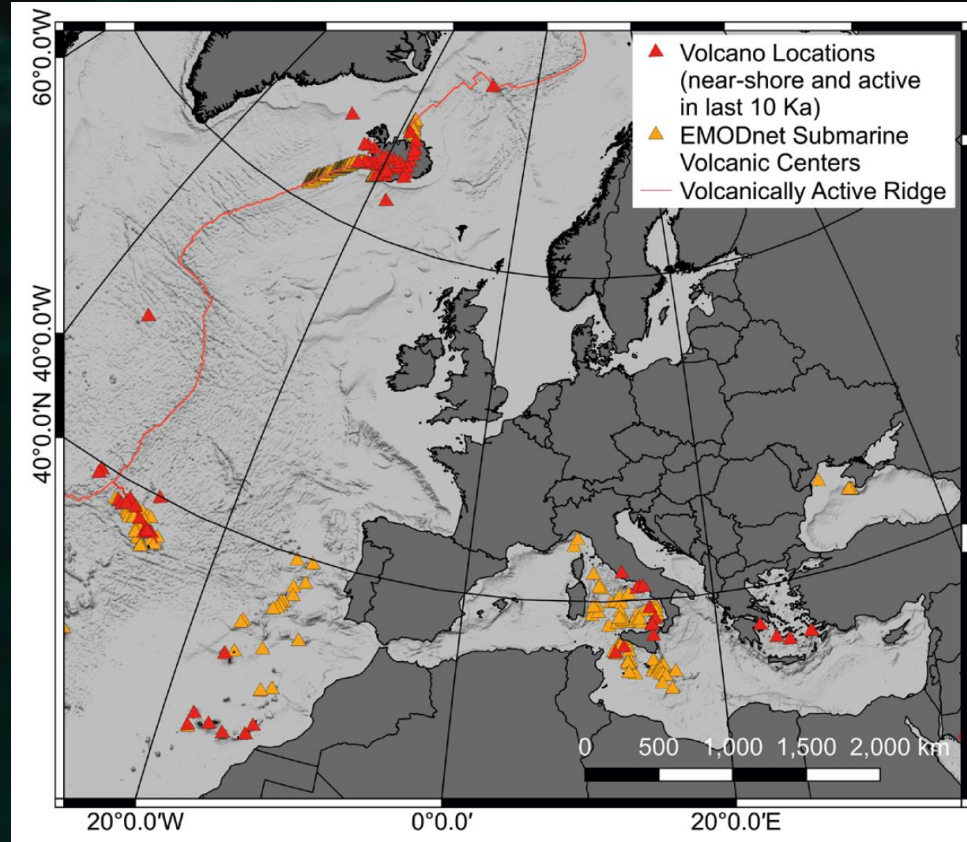 Volcano Locations
(near-shore and active
in last 10 Ka)
EMODnet Submarine
Volcanic Centers
Volcanically Active Ridge
60°0.0'W
40°0.0'W
40°0.0'N
0 500 1,000 1,500 2,000 km
20°0.0'W 0°0.0' 20°0.0'E